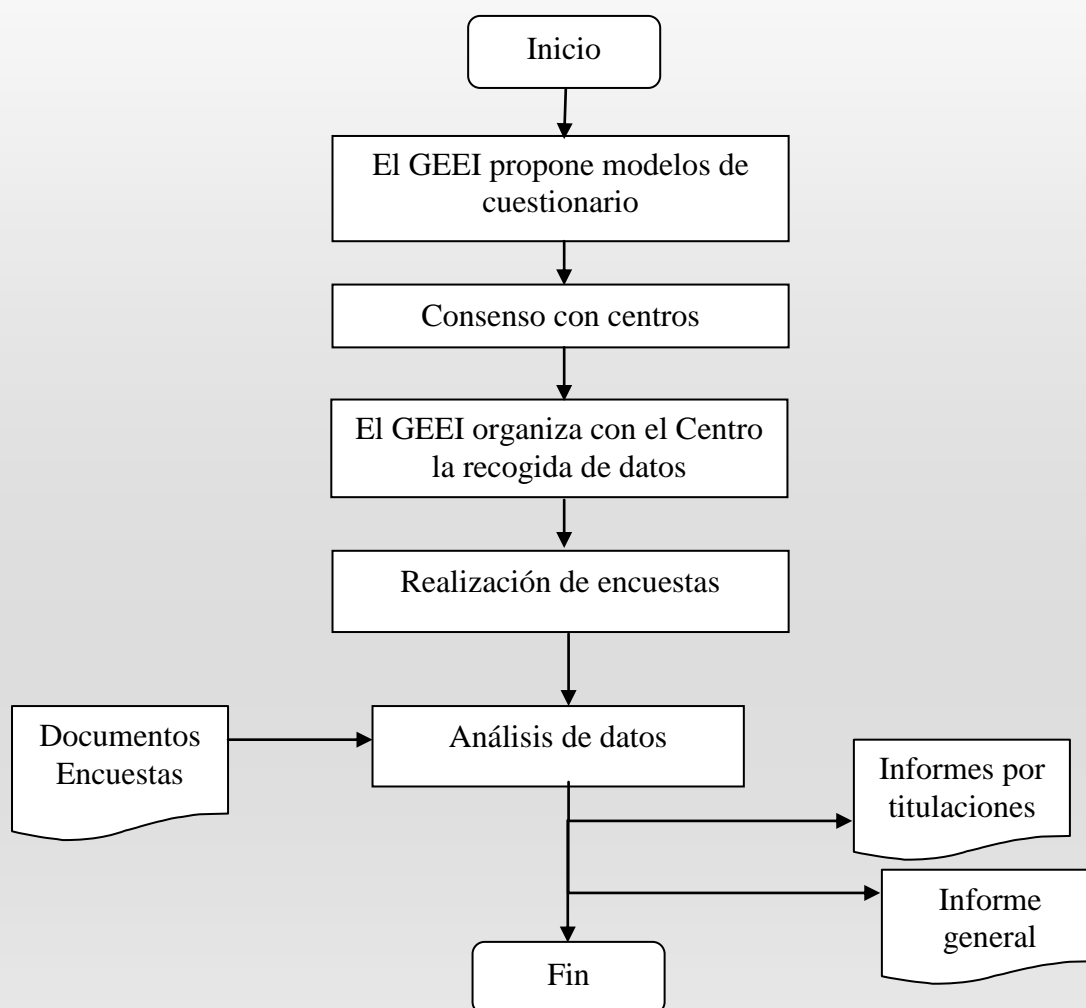 Inicio
El GEEI propone modelos de
cuestionario
Consenso con centros
El GEEI organiza con el Centro
la recogida de datos
Realización de encuestas
Documentos
Encuestas
Análisis de datos
Informes por
titulaciones
Informe
general
Fin